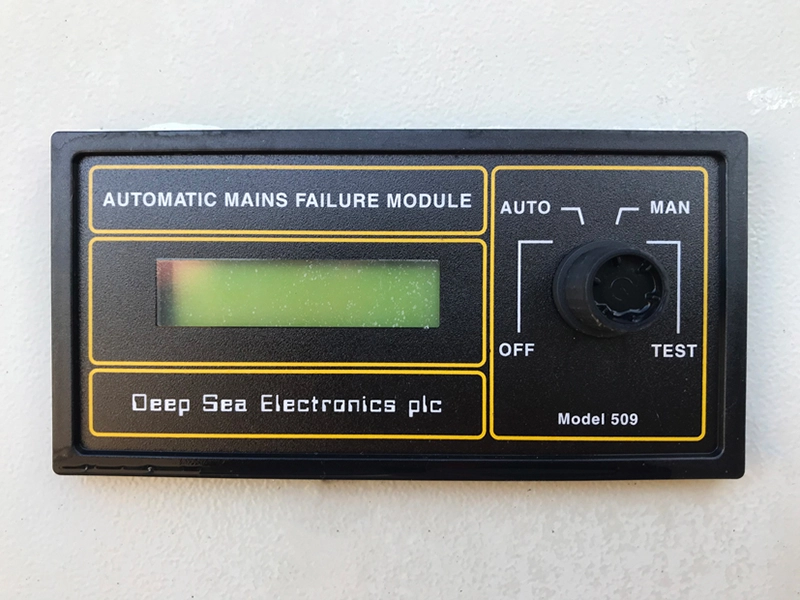 AUTOMATIC MAINS FAILURE MODULE
Deep Sea Electronics plc
AUTO MAN
OFF TEST
Model 509